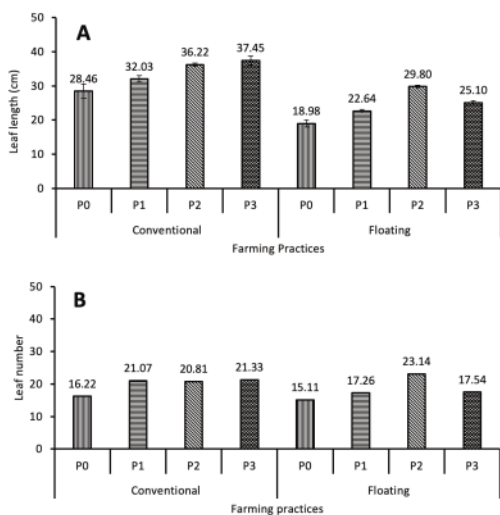 A
Leaf length (cm)
50
40
30
20
10
0
28.46
32.03
36.22
37.45
18.98
22.64
29.80
25.10
P0 P1 P2 P3 P0 P1 P2 P3
Conventional Floating
Farming Practices
B
Leaf number
50
40
30
20
10
0
16.22
21.07
20.81
21.33
15.11
17.26
23.14
17.54
P0 P1 P2 P3 P0 P1 P2 P3
Conventional Floating
Farming practices